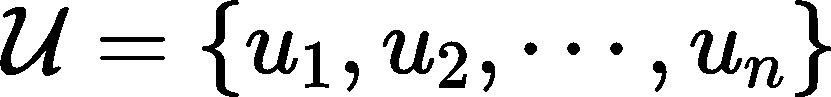 𝒰 = {u₁, u₂, ⋯ , uₙ}